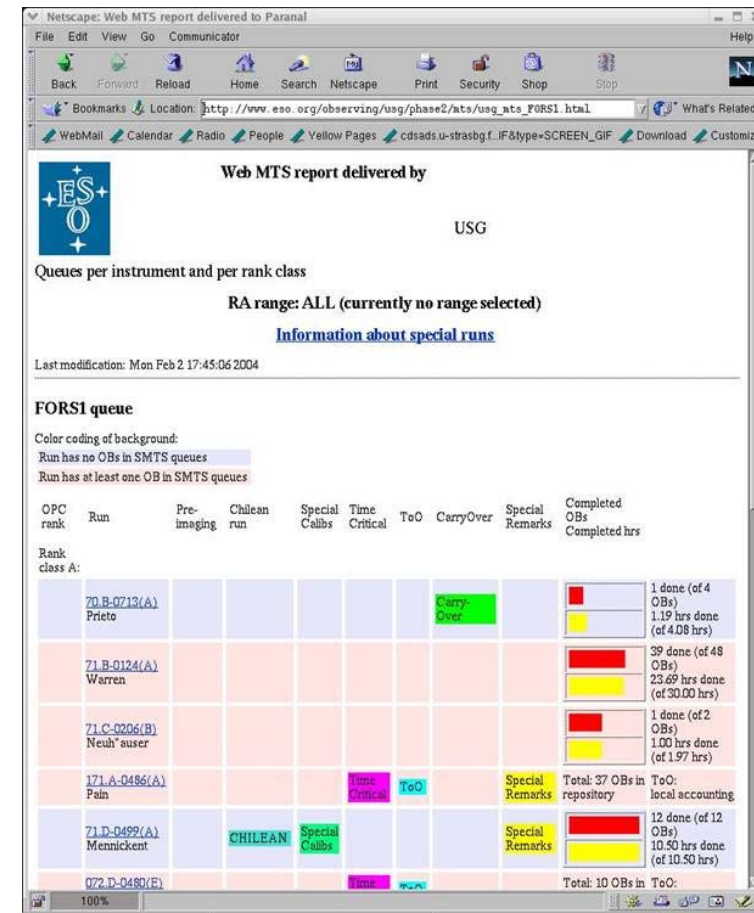 Netscape: Web MTS report delivered to Paranal
File Edit View Go Communicator Help
Back Forward Reload Home Search Netscape Print Security Shop Stop
N
Bookmarks Location: http://www.eso.org/observing/usg/phase2/mts/usg_mts_FORS1.html What's Related
WebMail Calendar Radio People Yellow Pages cdsads.u-strasbg.f...IF&type=SCREEN_GIF Download Customiz
ESO
Web MTS report delivered by
USG
Queues per instrument and per rank class
RA range: ALL (currently no range selected)
Information about special runs
Last modification: Mon Feb 2 17:45:06 2004
FORS1 queue
Color coding of background:
Run has no OBs in SMTS queues
Run has at least one OB in SMTS queues
OPC rank Run Pre-imaging Chilean run Special Calibs Time Critical ToO CarryOver Special Remarks Completed OBs Completed hrs
Rank class A:
70.B-0713(A) Prieto Carry-Over 1 done (of 4 OBs) 1.19 hrs done (of 4.08 hrs)
71.B-0124(A) Warren 39 done (of 48 OBs) 23.69 hrs done (of 30.00 hrs)
71.C-0206(B) Neuh"auser 1 done (of 2 OBs) 1.00 hrs done (of 1.97 hrs)
171.A-0486(A) Pain Time Critical ToO Special Remarks Total: 37 OBs in repository ToO: local accounting
71.D-0499(A) Mennickent CHILEAN Special Calibs Special Remarks 12 done (of 12 OBs) 10.50 hrs done (of 10.50 hrs)
072.D-0480(E) Time ToO Total: 10 OBs in ToO:
100%